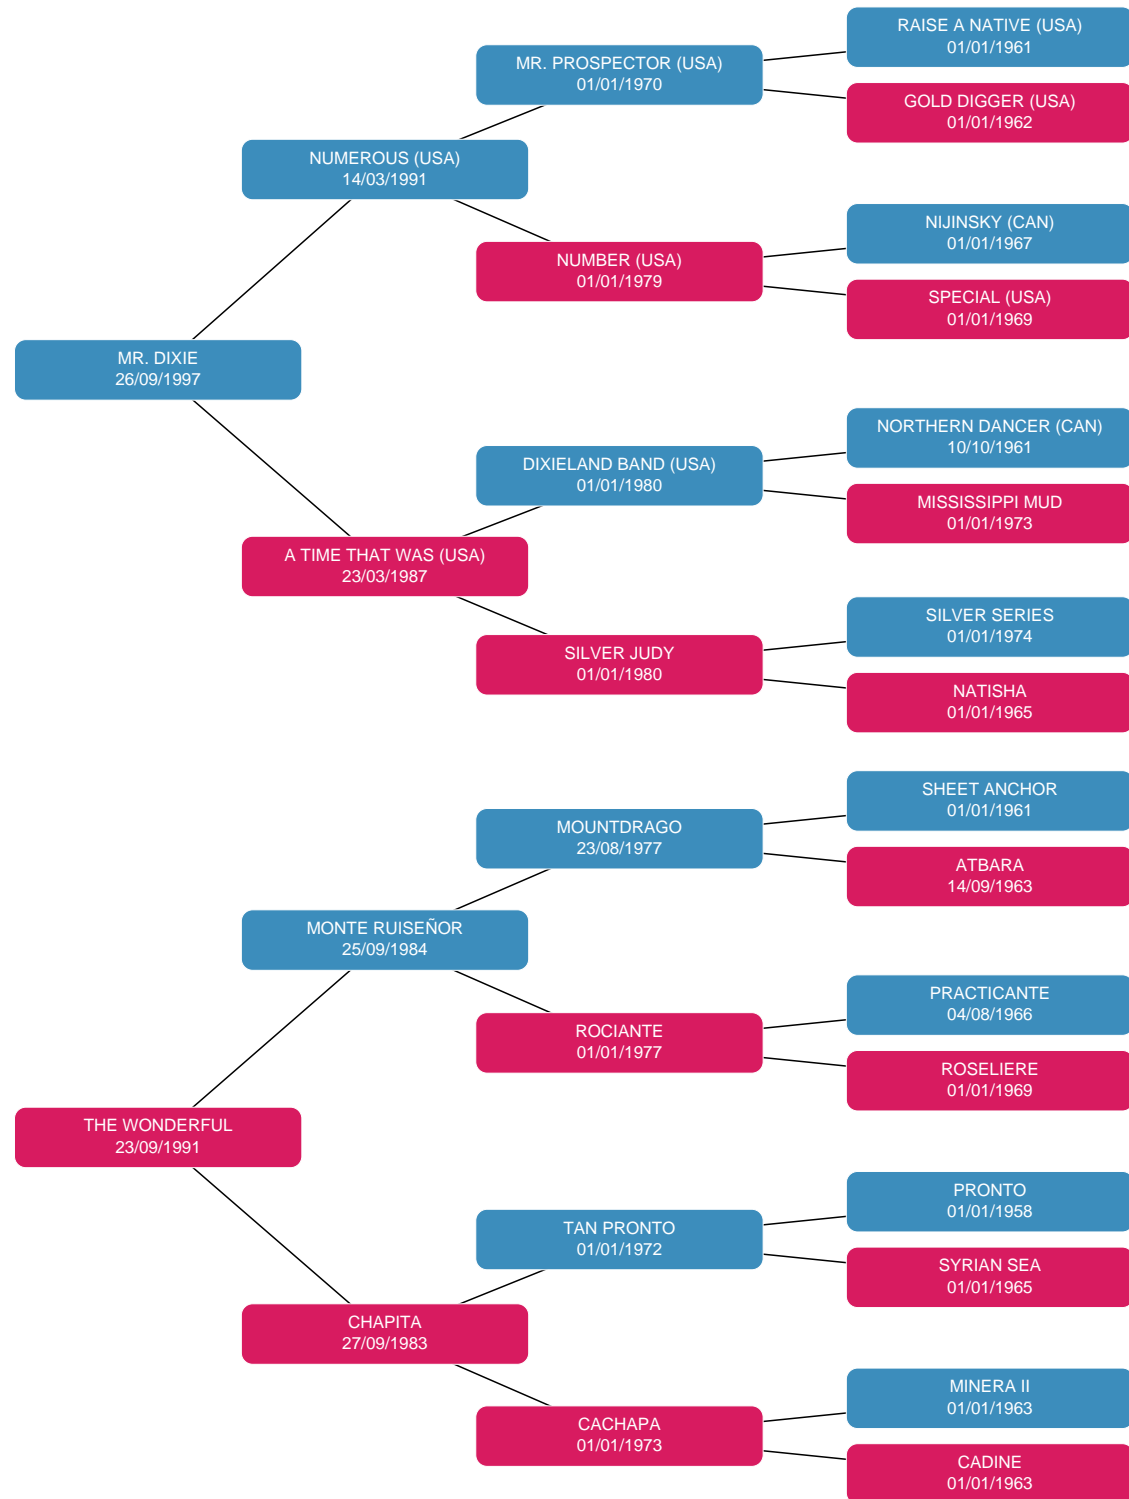 RAISE A NATIVE (USA)
01/01/1961
MR. PROSPECTOR (USA)
01/01/1970
GOLD DIGGER (USA)
01/01/1962
NUMEROUS (USA)
14/03/1991
NIJINSKY (CAN)
01/01/1967
NUMBER (USA)
01/01/1979
SPECIAL (USA)
01/01/1969
MR. DIXIE
26/09/1997
NORTHERN DANCER (CAN)
10/10/1961
DIXIELAND BAND (USA)
01/01/1980
MISSISSIPPI MUD
01/01/1973
A TIME THAT WAS (USA)
23/03/1987
SILVER SERIES
01/01/1974
SILVER JUDY
01/01/1980
NATISHA
01/01/1965
SHEET ANCHOR
01/01/1961
MOUNTDRAGO
23/08/1977
ATBARA
14/09/1963
MONTE RUISEÑOR
25/09/1984
PRACTICANTE
04/08/1966
ROCIANTE
01/01/1977
ROSELIERE
01/01/1969
THE WONDERFUL
23/09/1991
PRONTO
01/01/1958
TAN PRONTO
01/01/1972
SYRIAN SEA
01/01/1965
CHAPITA
27/09/1983
MINERA II
01/01/1963
CACHAPA
01/01/1973
CADINE
01/01/1963